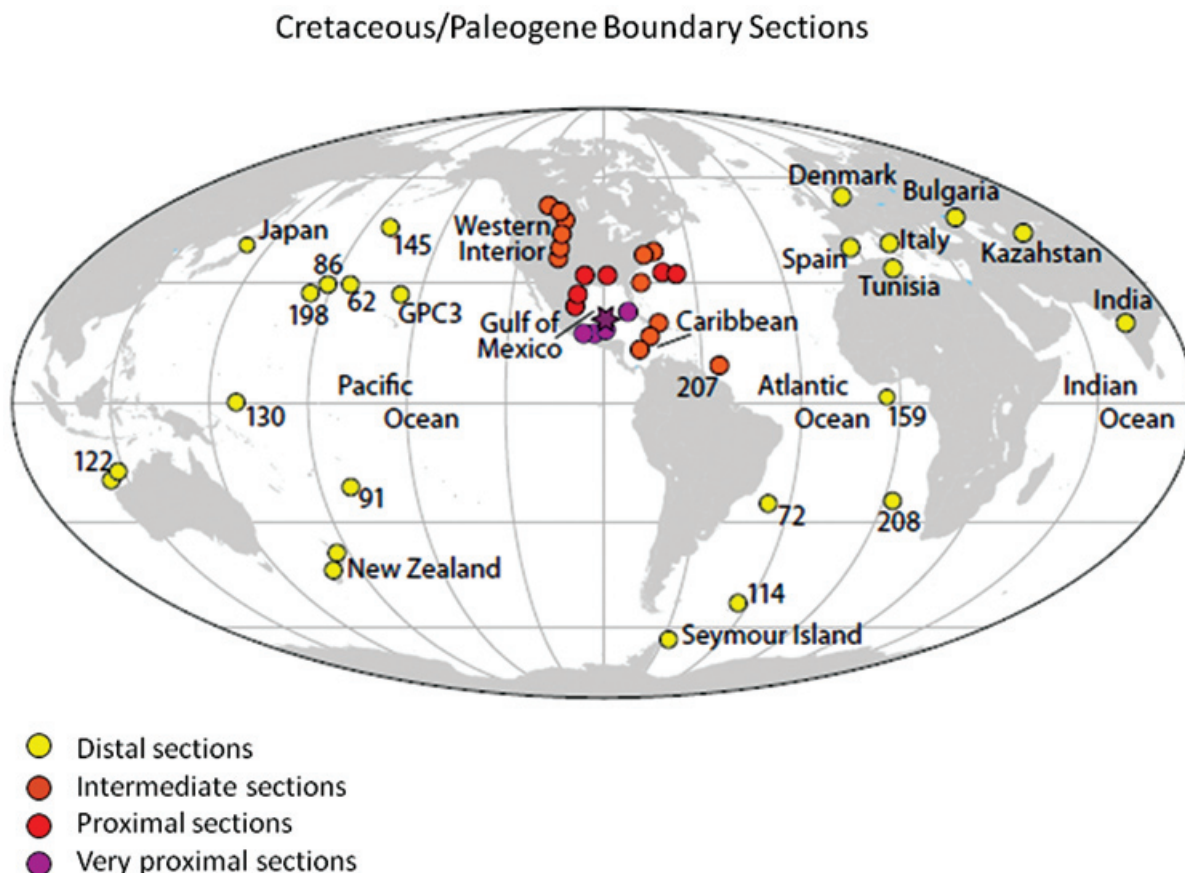 Cretaceous/Paleogene Boundary Sections
Denmark
Bulgaria
Western
Interior
Japan
145
Spain
Italy
Kazahstan
86
Tunisia
198
62
GPC3
Gulf of
Mexico
Caribbean
India
207
Pacific
Ocean
Atlantic
Ocean
Indian
Ocean
130
159
122
91
72
208
New Zealand
114
Seymour Island
Distal sections
Intermediate sections
Proximal sections
Very proximal sections